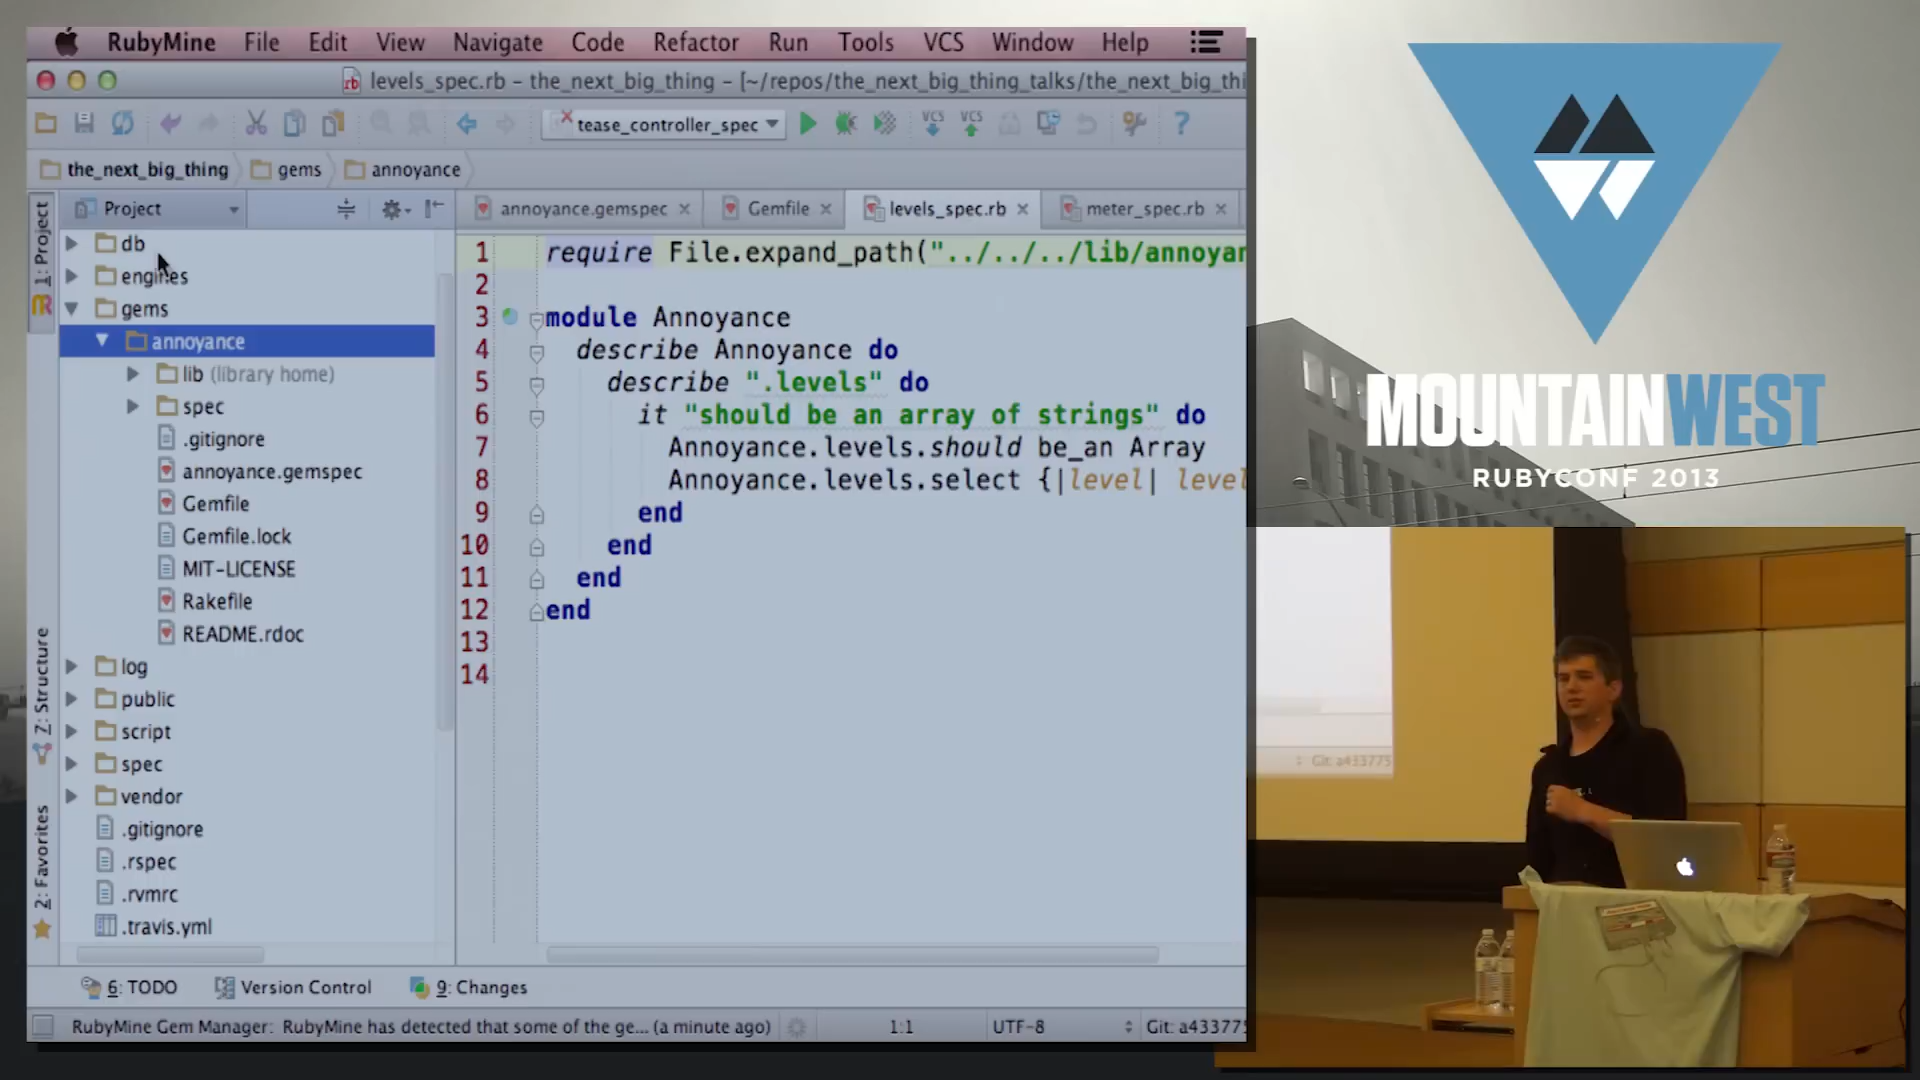 RubyMine File Edit View Navigate Code Refactor Run Tools VCS Window Help
levels_spec.rb – the_next_big_thing – [~/repos/the_next_big_thing_talks/the_next_big_thi
tease_controller_spec VCS VCS ?
the_next_big_thing gems annoyance
1: Project
Project
annoyance.gemspec Gemfile levels_spec.rb meter_spec.rb
db
engines
gems
annoyance
lib (library home)
spec
.gitignore
annoyance.gemspec
Gemfile
Gemfile.lock
MIT-LICENSE
Rakefile
README.rdoc
log
public
script
spec
vendor
.gitignore
.rspec
.rvmrc
.travis.yml
Z: Structure
2: Favorites
1 require File.expand_path("../../../lib/annoyan
2
3 module Annoyance
4 describe Annoyance do
5 describe ".levels" do
6 it "should be an array of strings" do
7 Annoyance.levels.should be_an Array
8 Annoyance.levels.select {|level| level
9 end
10 end
11 end
12 end
13
14
6: TODO Version Control 9: Changes
RubyMine Gem Manager: RubyMine has detected that some of the ge... (a minute ago) 1:1 UTF-8 Git: a433775
MOUNTAINWEST
RUBYCONF 2013
Git: a433775